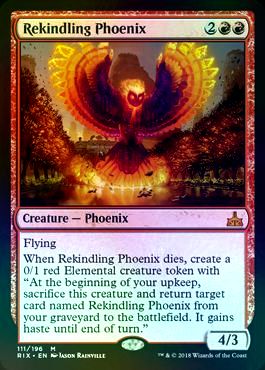 Rekindling Phoenix 2
Creature — Phoenix
Flying
When Rekindling Phoenix dies, create a
0/1 red Elemental creature token with
“At the beginning of your upkeep,
sacrifice this creature and return target
card named Rekindling Phoenix from
your graveyard to the battlefield. It gains
haste until end of turn.”
4/3
111/196 M
RIX • EN JASON RAINVILLE
™ & © 2018 Wizards of the Coast